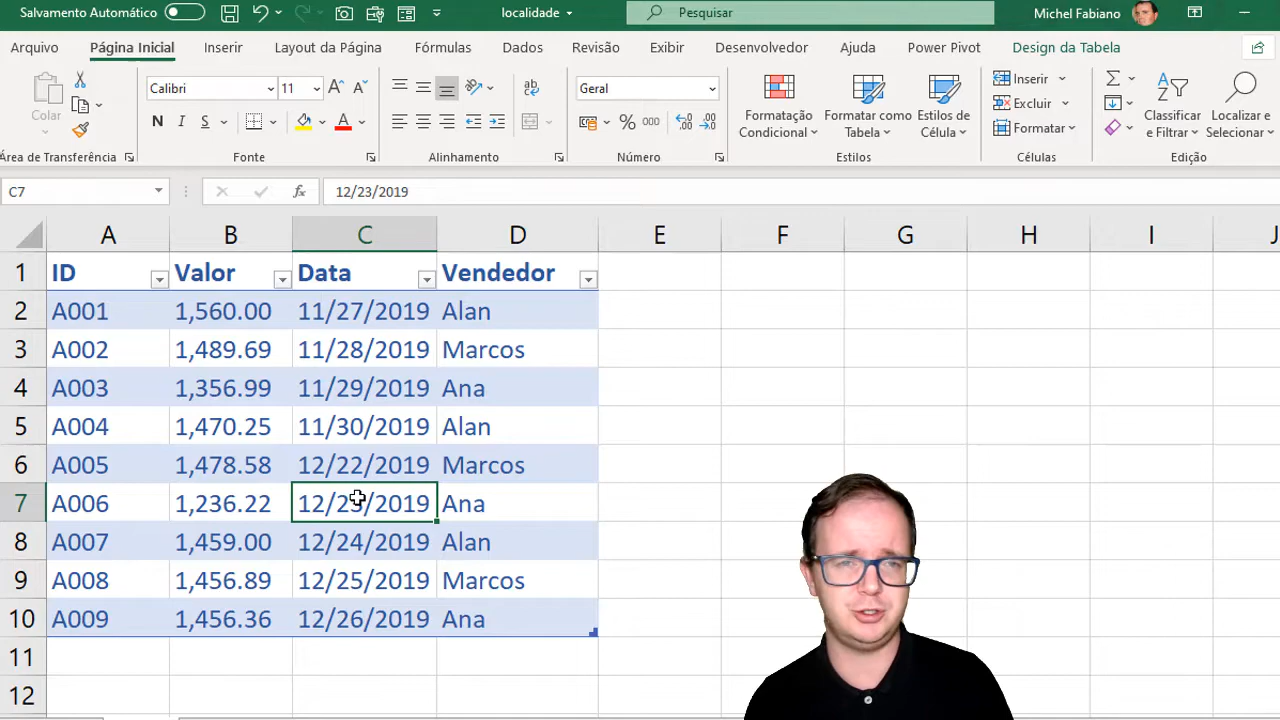 Salvamento Automático
localidade
Pesquisar
Michel Fabiano
Arquivo Página Inicial Inserir Layout da Página Fórmulas Dados Revisão Exibir Desenvolvedor Ajuda Power Pivot Design da Tabela
Colar
Calibri 11
N I S
A
ab
Geral
% 000
Formatação Condicional
Formatar como Tabela
Estilos de Célula
Inserir
Excluir
Formatar
Classificar e Filtrar
Localizar e Selecionar
Área de Transferência Fonte Alinhamento Número Estilos Células Edição
C7 fx 12/23/2019
A B C D E F G H I J
1 ID Valor Data Vendedor
2 A001 1,560.00 11/27/2019 Alan
3 A002 1,489.69 11/28/2019 Marcos
4 A003 1,356.99 11/29/2019 Ana
5 A004 1,470.25 11/30/2019 Alan
6 A005 1,478.58 12/22/2019 Marcos
7 A006 1,236.22 12/23/2019 Ana
8 A007 1,459.00 12/24/2019 Alan
9 A008 1,456.89 12/25/2019 Marcos
10 A009 1,456.36 12/26/2019 Ana
11
12